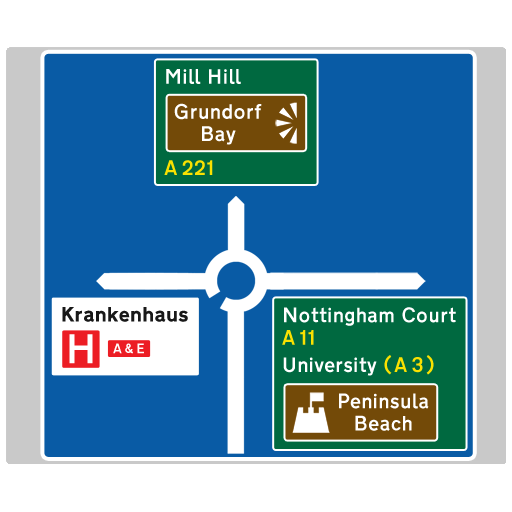 Mill Hill
Grundorf
Bay
A 221
Krankenhaus
H A & E
Nottingham Court
A 11
University (A 3)
Peninsula
Beach